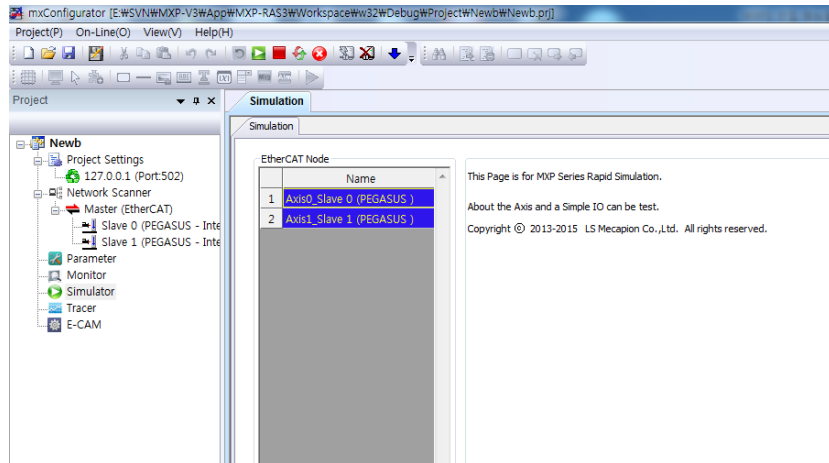 mxConfigurator [E:₩SVN₩MXP-V3₩App₩MXP-RAS3₩Workspace₩w32₩Debug₩Project₩Newb₩Newb.prj]
Project(P) On-Line(O) View(V) Help(H)
Project
Simulation
Simulation
Newb
Project Settings
127.0.0.1 (Port:502)
Network Scanner
Master (EtherCAT)
Slave 0 (PEGASUS - Inte
Slave 1 (PEGASUS - Inte
Parameter
Monitor
Simulator
Tracer
E-CAM
EtherCAT Node
Name
1 Axis0_Slave 0 (PEGASUS )
2 Axis1_Slave 1 (PEGASUS )
This Page is for MXP Series Rapid Simulation.
About the Axis and a Simple IO can be test.
Copyright © 2013-2015 LS Mecapion Co.,Ltd. All rights reserved.